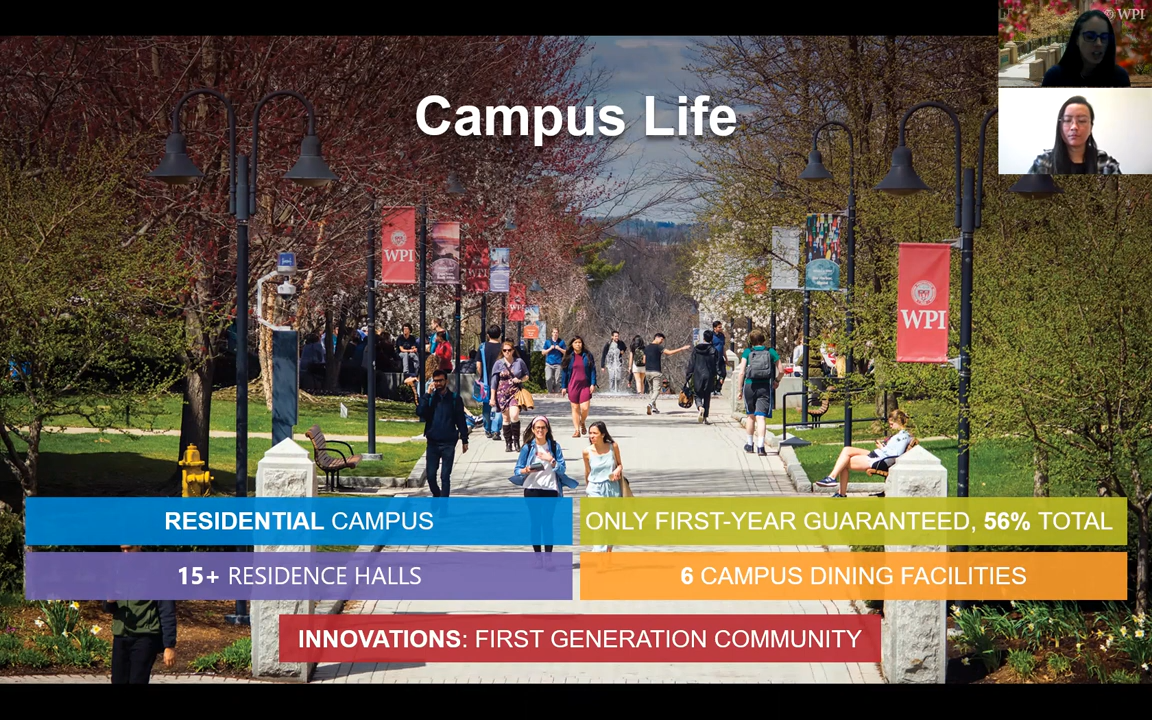 WPI
Campus Life
WPI
WPI
WPI
RESIDENTIAL CAMPUS
ONLY FIRST-YEAR GUARANTEED, 56% TOTAL
15+ RESIDENCE HALLS
6 CAMPUS DINING FACILITIES
INNOVATIONS: FIRST GENERATION COMMUNITY